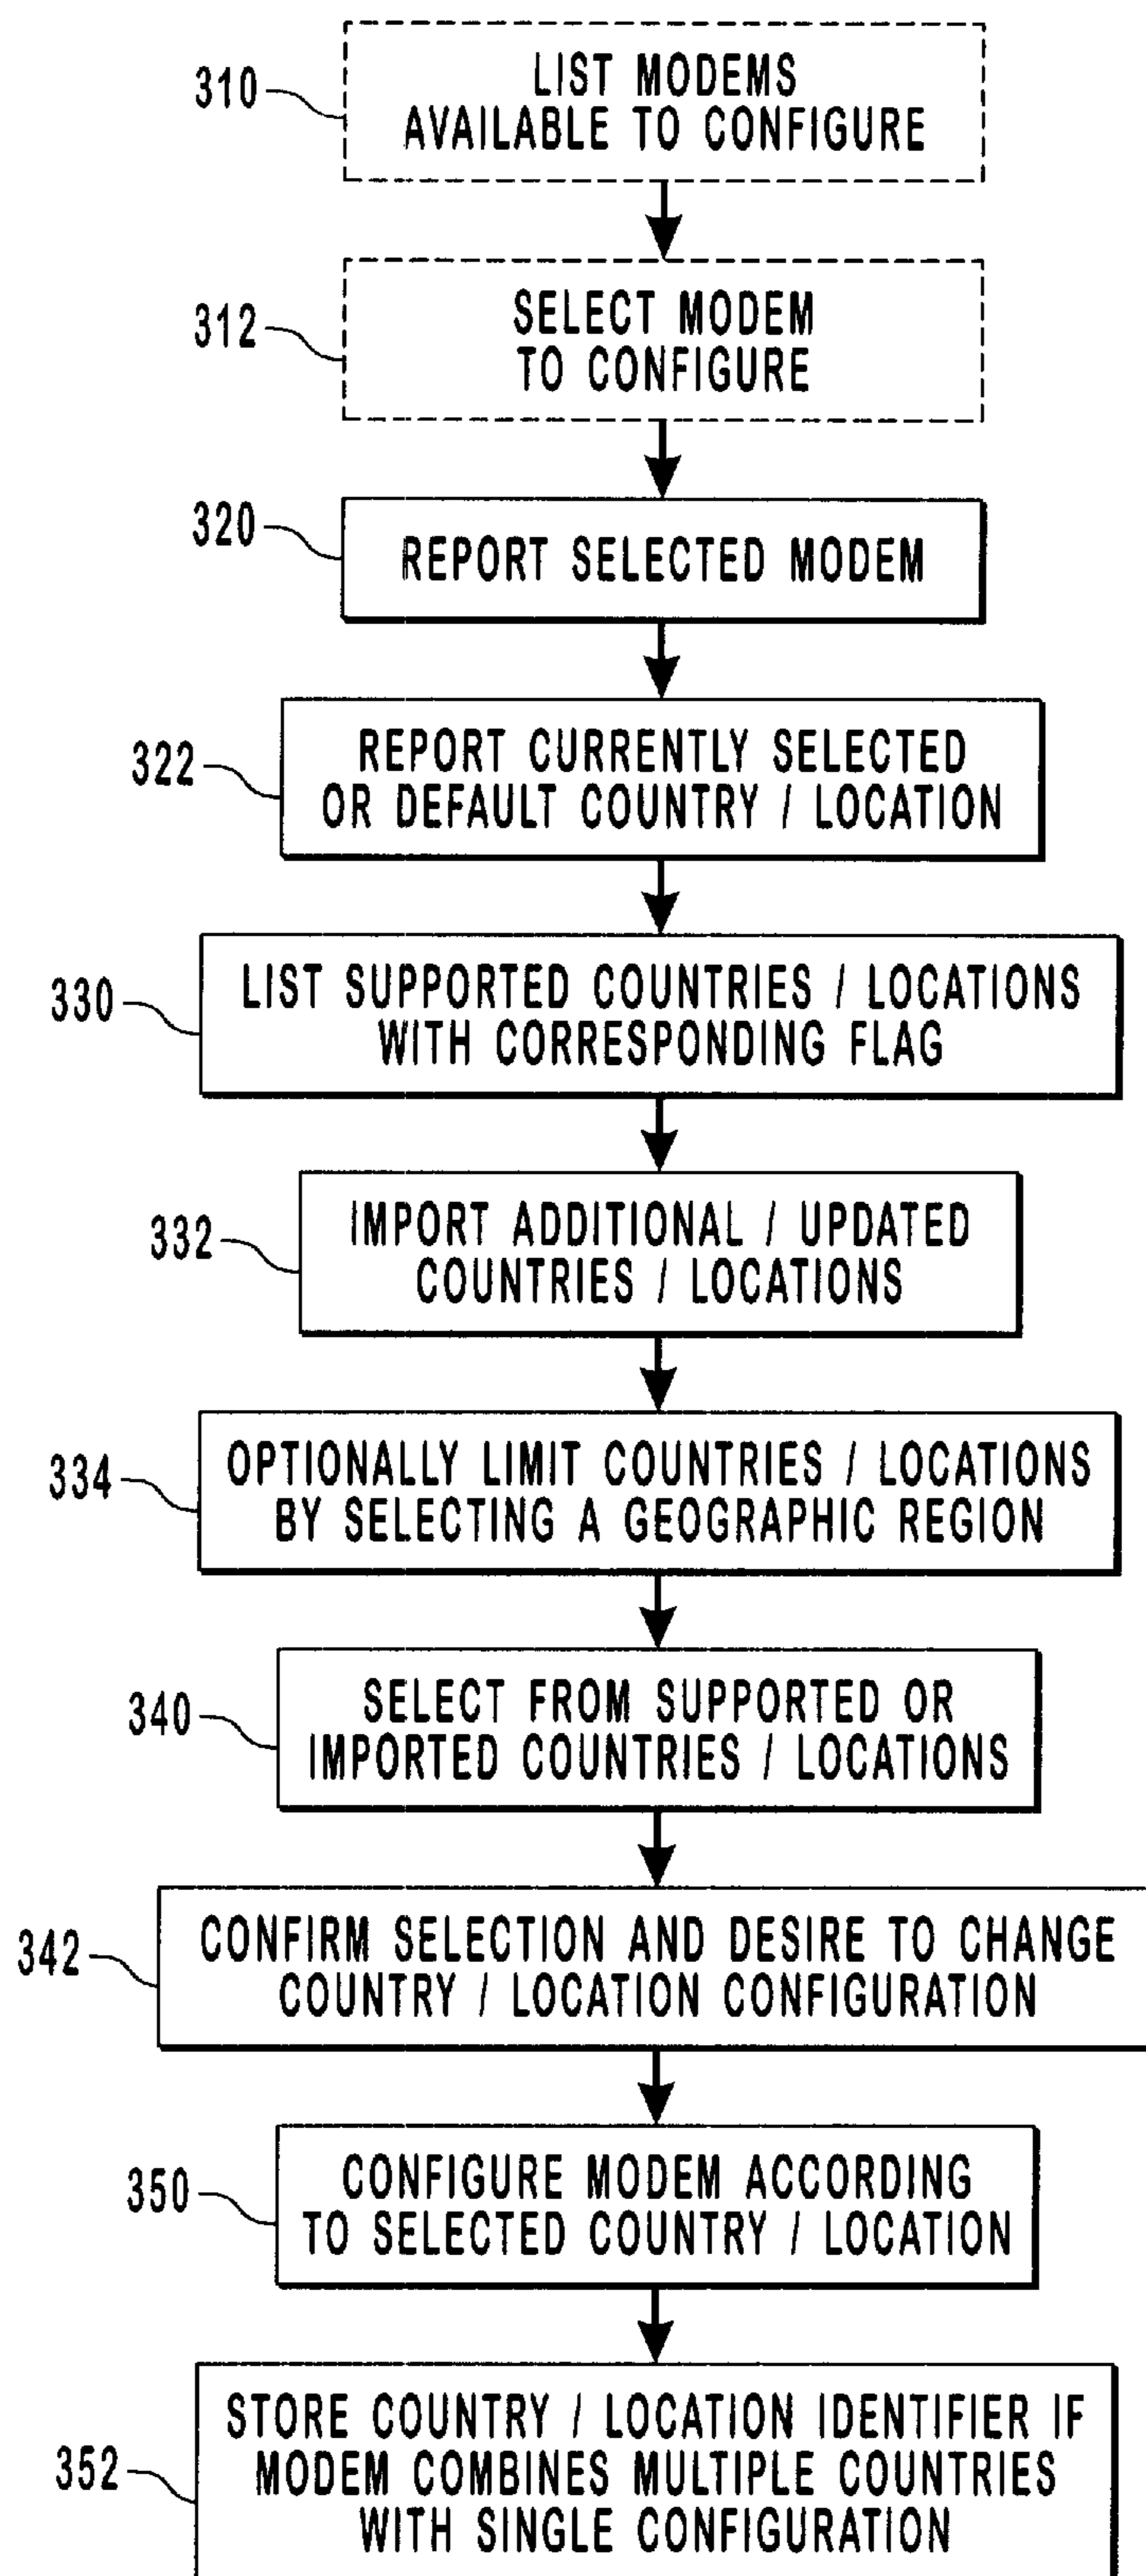 310
LIST MODEMS
AVAILABLE TO CONFIGURE
312
SELECT MODEM
TO CONFIGURE
320
REPORT SELECTED MODEM
322
REPORT CURRENTLY SELECTED
OR DEFAULT COUNTRY / LOCATION
330
LIST SUPPORTED COUNTRIES / LOCATIONS
WITH CORRESPONDING FLAG
332
IMPORT ADDITIONAL / UPDATED
COUNTRIES / LOCATIONS
334
OPTIONALLY LIMIT COUNTRIES / LOCATIONS
BY SELECTING A GEOGRAPHIC REGION
340
SELECT FROM SUPPORTED OR
IMPORTED COUNTRIES / LOCATIONS
342
CONFIRM SELECTION AND DESIRE TO CHANGE
COUNTRY / LOCATION CONFIGURATION
350
CONFIGURE MODEM ACCORDING
TO SELECTED COUNTRY / LOCATION
352
STORE COUNTRY / LOCATION IDENTIFIER IF
MODEM COMBINES MULTIPLE COUNTRIES
WITH SINGLE CONFIGURATION